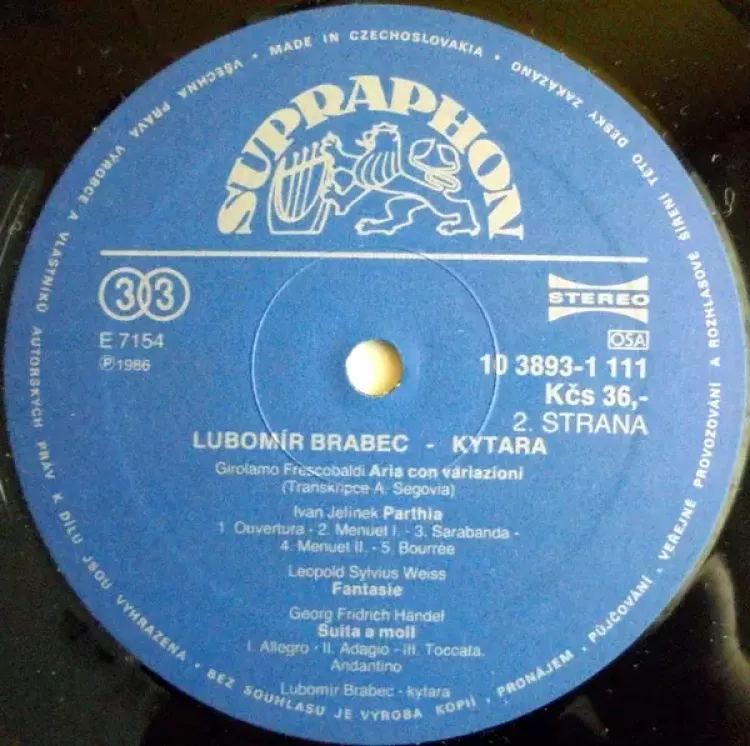 SUPRAPHON
33
STEREO
E 7154
OSA
℗1986
10 3893-1 111
Kčs 36,-
2. STRANA
LUBOMÍR BRABEC - KYTARA
Girolamo Frescobaldi Aria con variazioni
(Transkripce A. Segovia)
Ivan Jelínek Parthia
1. Ouvertura - 2. Menuet I. - 3. Sarabanda -
4. Menuet II. - 5. Bourrée
Leopold Sylvius Weiss
Fantasie
Georg Fridrich Händel
Suita a moll
I. Allegro - II. Adagio - III. Toccata.
Andantino
Lubomír Brabec - kytara
• MADE IN CZECHOSLOVAKIA • VŠECHNA PRÁVA VÝROBCE A VLASTNÍKŮ AUTORSKÝCH PRÁV K DÍLU JSOU VYHRAZENA • BEZ SOUHLASU JE VÝROBA KOPIÍ, PRONÁJEM, PŮJČOVÁNÍ, VEŘEJNÉ PROVOZOVÁNÍ A ROZHLASOVÉ ŠÍŘENÍ TÉTO DESKY ZAKÁZÁNO